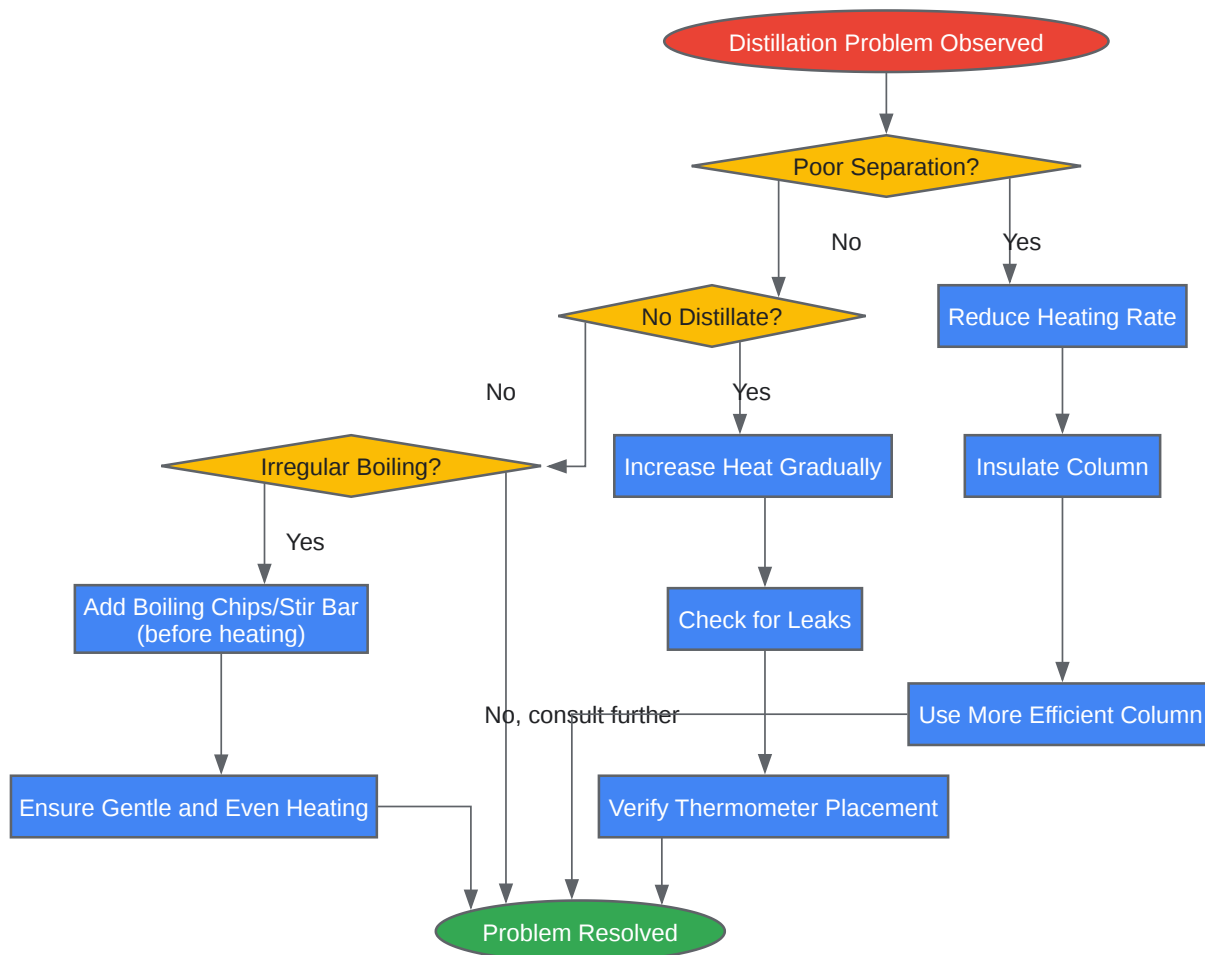 Distillation Problem Observed
Poor Separation?
No
Yes
No Distillate?
Reduce Heating Rate
No
Yes
Irregular Boiling?
Increase Heat Gradually
Insulate Column
Yes
Add Boiling Chips/Stir Bar
(before heating)
Check for Leaks
No, consult further
Use More Efficient Column
Ensure Gentle and Even Heating
Verify Thermometer Placement
Problem Resolved